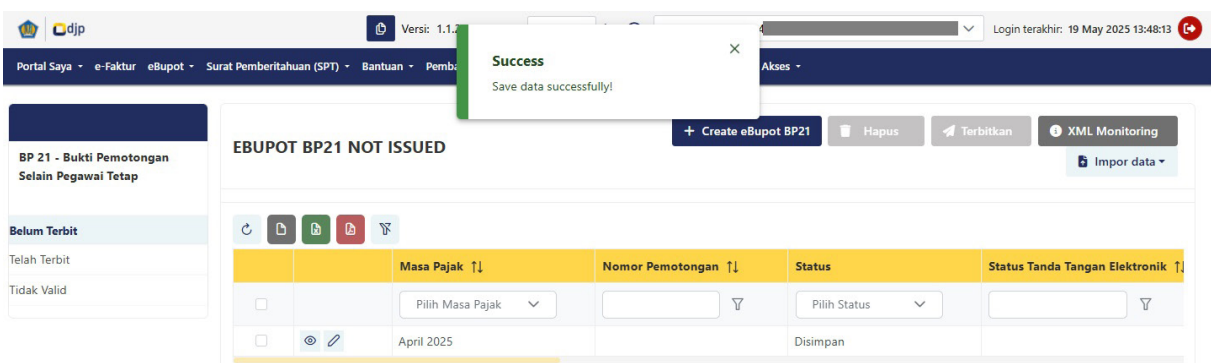 djp
Versi: 1.1.2
Login terakhir: 19 May 2025 13:48:13
Portal Saya e-Faktur eBupot Surat Pemberitahuan (SPT) Bantuan Akses
Success
Save data successfully!
BP 21 - Bukti Pemotongan
Selain Pegawai Tetap
Belum Terbit
Telah Terbit
Tidak Valid
EBUPOT BP21 NOT ISSUED
+ Create eBupot BP21 Hapus Terbitkan XML Monitoring
Impor data
Masa Pajak Nomor Pemotongan Status Status Tanda Tangan Elektronik
Pilih Masa Pajak Pilih Status
April 2025 Disimpan